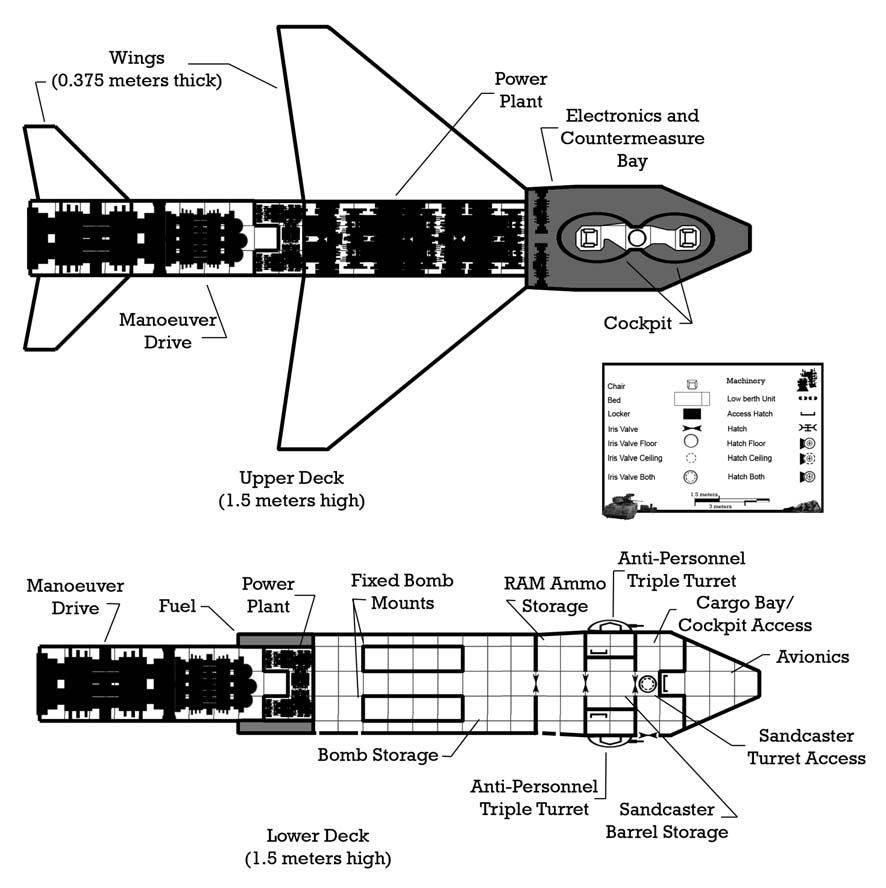 Wings
(0.375 meters thick)
Power
Plant
Electronics and
Countermeasure
Bay
Manoeuver
Drive
Cockpit
Upper Deck
(1.5 meters high)
Chair
Machinery
Bed
Low berth Unit
Locker
Access Hatch
Iris Valve
Hatch
Iris Valve Floor
Hatch Floor
Iris Valve Ceiling
Hatch Ceiling
Iris Valve Both
Hatch Both
1.5 meters
3 meters
Manoeuver
Drive
Fuel
Power
Plant
Fixed Bomb
Mounts
RAM Ammo
Storage
Anti-Personnel
Triple Turret
Cargo Bay/
Cockpit Access
Avionics
Bomb Storage
Anti-Personnel
Triple Turret
Sandcaster
Turret Access
Sandcaster
Barrel Storage
Lower Deck
(1.5 meters high)